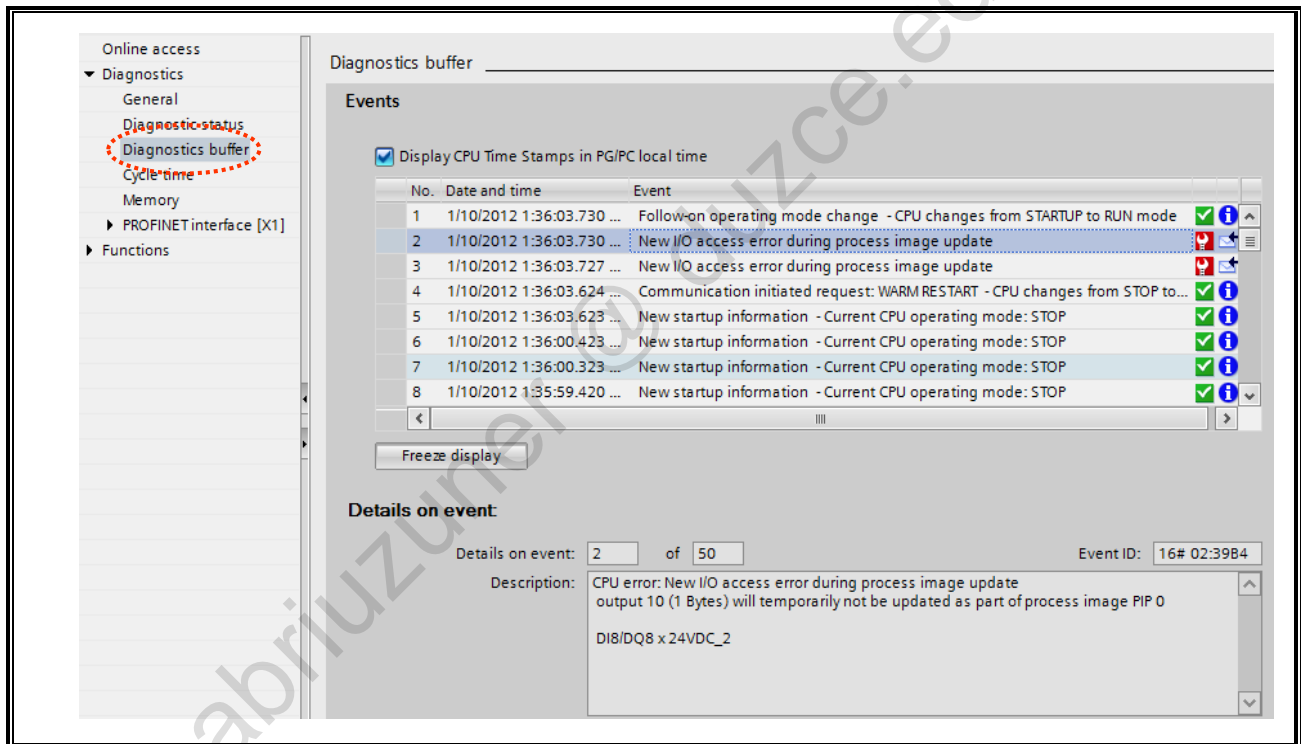 Online access
Diagnostics
General
Diagnostic status
Diagnostics buffer
Cycle time
Memory
PROFINET interface [X1]
Functions
Diagnostics buffer
Events
Display CPU Time Stamps in PG/PC local time
No. Date and time Event
1 1/10/2012 1:36:03.730 ... Follow-on operating mode change - CPU changes from STARTUP to RUN mode
2 1/10/2012 1:36:03.730 ... New I/O access error during process image update
3 1/10/2012 1:36:03.727 ... New I/O access error during process image update
4 1/10/2012 1:36:03.624 ... Communication initiated request: WARM RESTART - CPU changes from STOP to...
5 1/10/2012 1:36:03.623 ... New startup information - Current CPU operating mode: STOP
6 1/10/2012 1:36:00.423 ... New startup information - Current CPU operating mode: STOP
7 1/10/2012 1:36:00.323 ... New startup information - Current CPU operating mode: STOP
8 1/10/2012 1:35:59.420 ... New startup information - Current CPU operating mode: STOP
Freeze display
Details on event:
Details on event: 2 of 50 Event ID: 16# 02:39B4
Description: CPU error: New I/O access error during process image update
output 10 (1 Bytes) will temporarily not be updated as part of process image PIP 0
DI8/DQ8 x 24VDC_2
abriuzuner @ duzce.ed